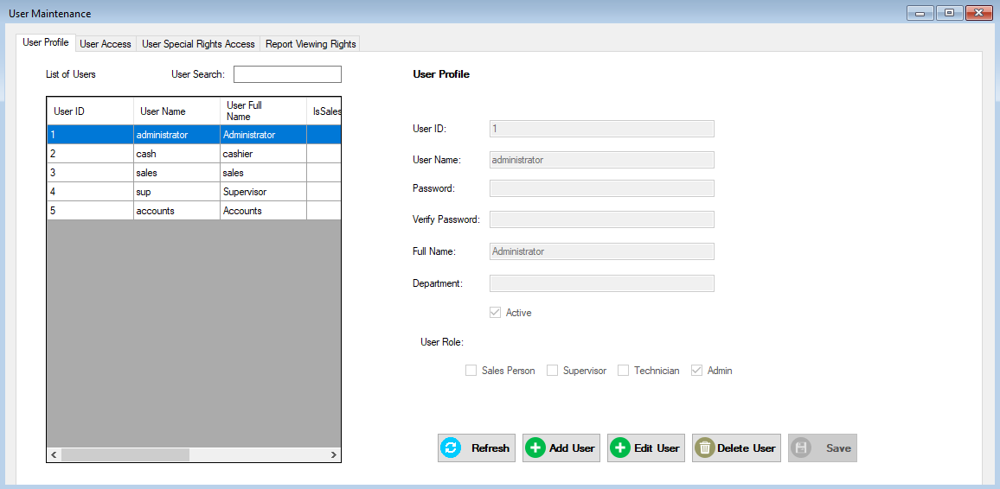 User Maintenance
User Profile User Access User Special Rights Access Report Viewing Rights
List of Users User Search:
User ID User Name User Full Name IsSales
1 administrator Administrator
2 cash cashier
3 sales sales
4 sup Supervisor
5 accounts Accounts
User Profile
User ID: 1
User Name: administrator
Password:
Verify Password:
Full Name: Administrator
Department:
Active
User Role:
Sales Person Supervisor Technician Admin
Refresh Add User Edit User Delete User Save